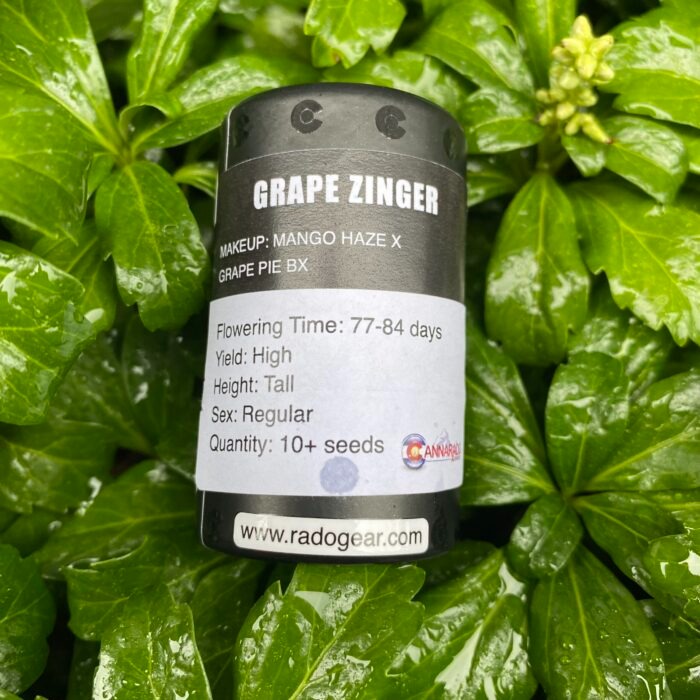 C C
GRAPE ZINGER
MAKEUP: MANGO HAZE X
GRAPE PIE BX
Flowering Time: 77-84 days
Yield: High
Height: Tall
Sex: Regular
Quantity: 10+ seeds
CANNARADO
www.radogear.com